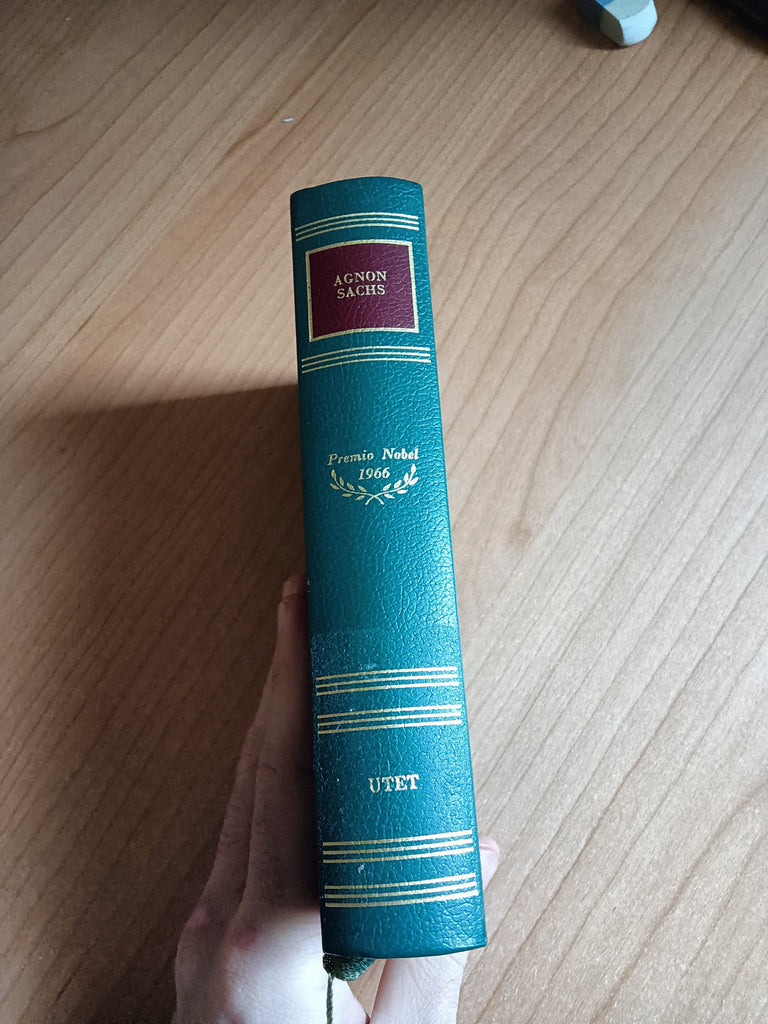 AGNON
SACHS
Premio Nobel
1966
UTET